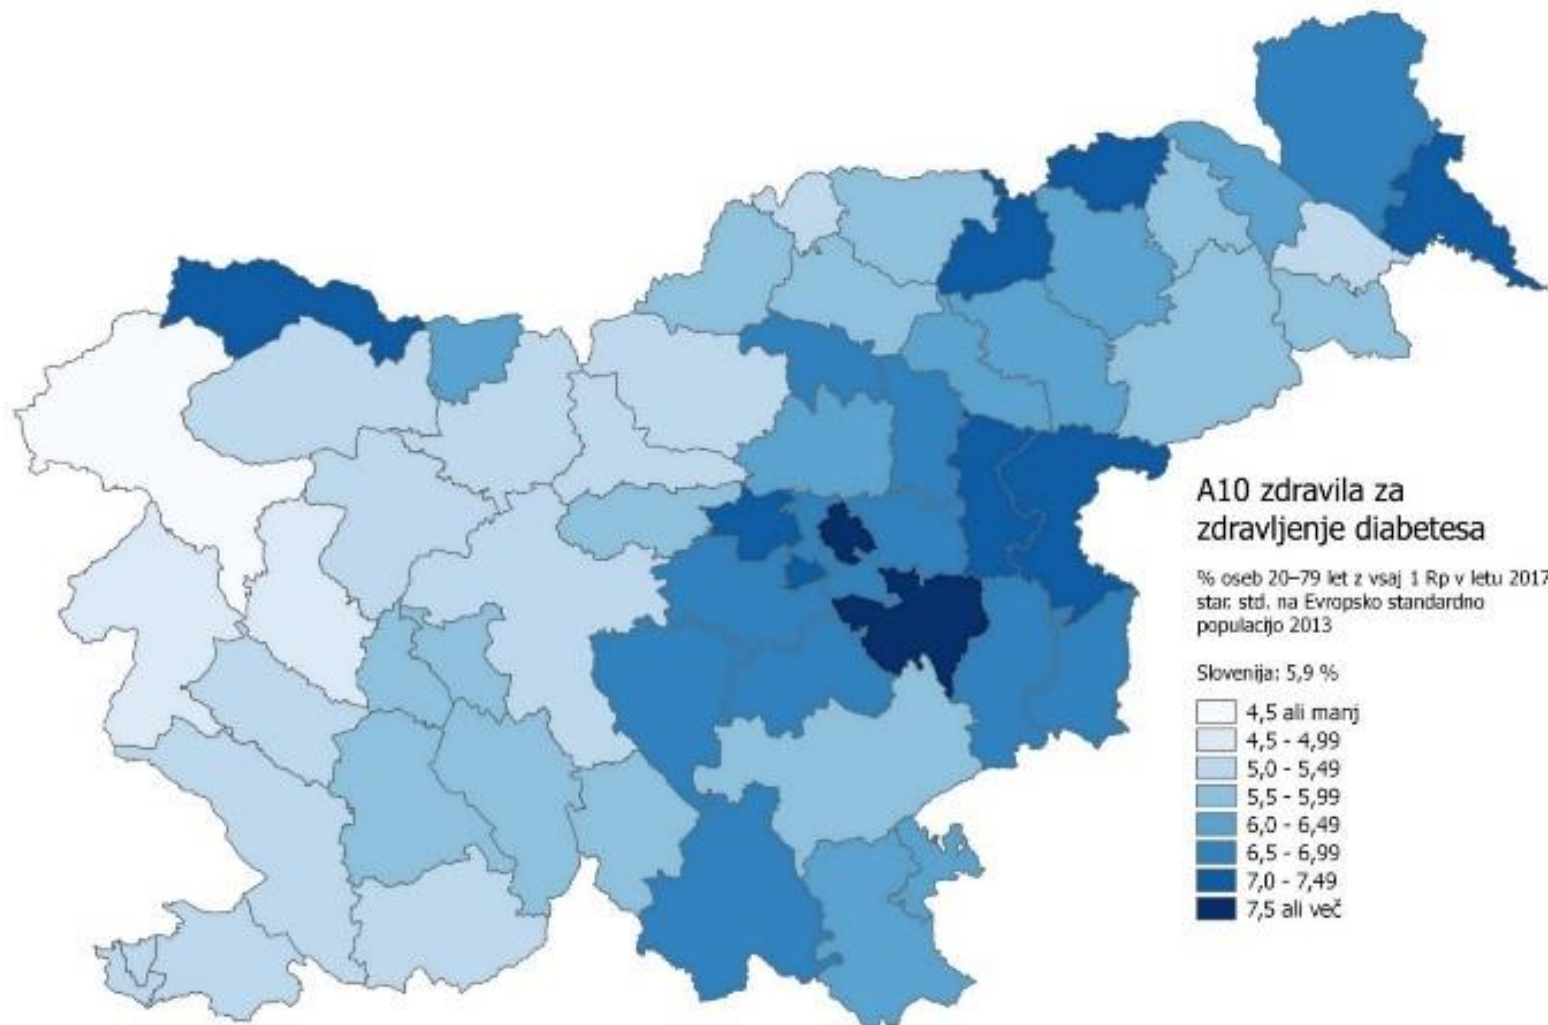 A10 zdravila za
zdravljenje diabetesa
% oseb 20–79 let z vsaj 1 Rp v letu 2017
star. std. na Evropsko standardno
populacijo 2013
Slovenija: 5,9 %
4,5 ali manj
4,5 - 4,99
5,0 - 5,49
5,5 - 5,99
6,0 - 6,49
6,5 - 6,99
7,0 - 7,49
7,5 ali več